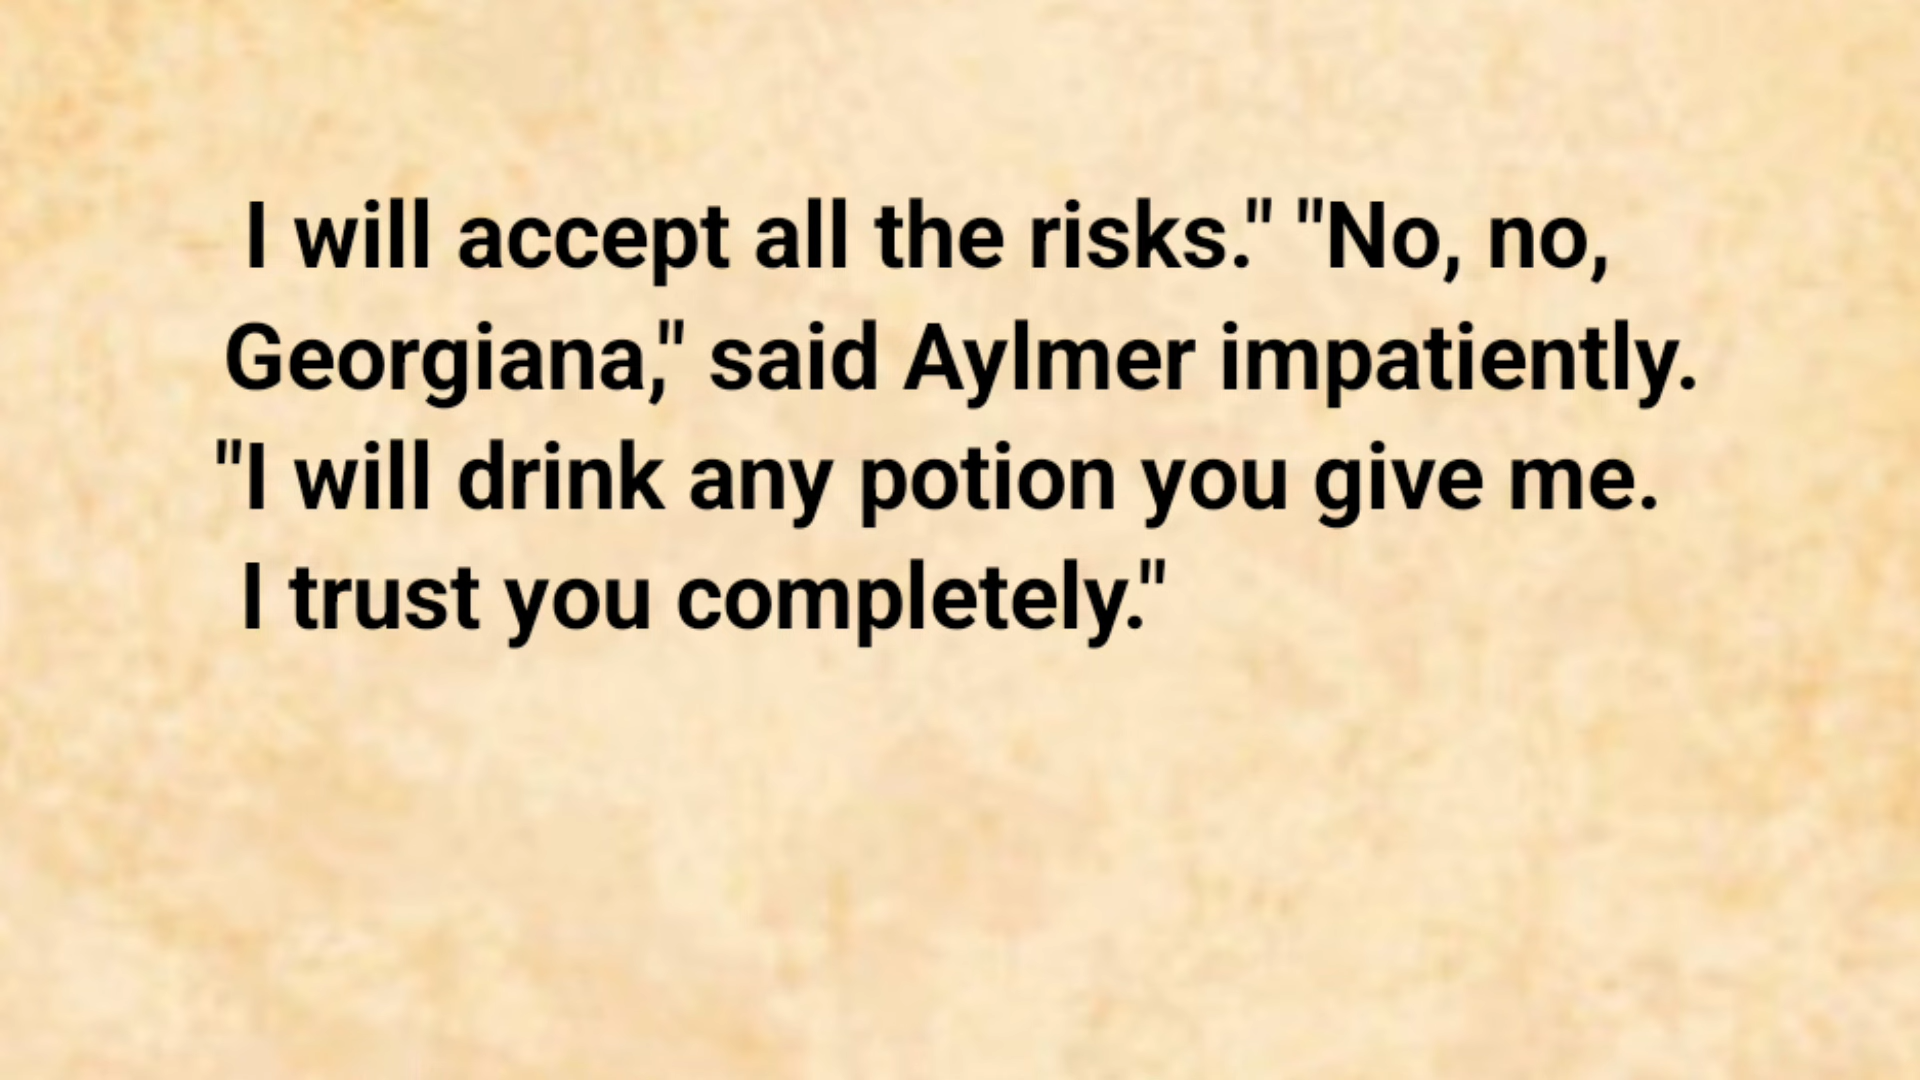 I will accept all the risks." "No, no,
Georgiana," said Aylmer impatiently.
"I will drink any potion you give me.
I trust you completely."